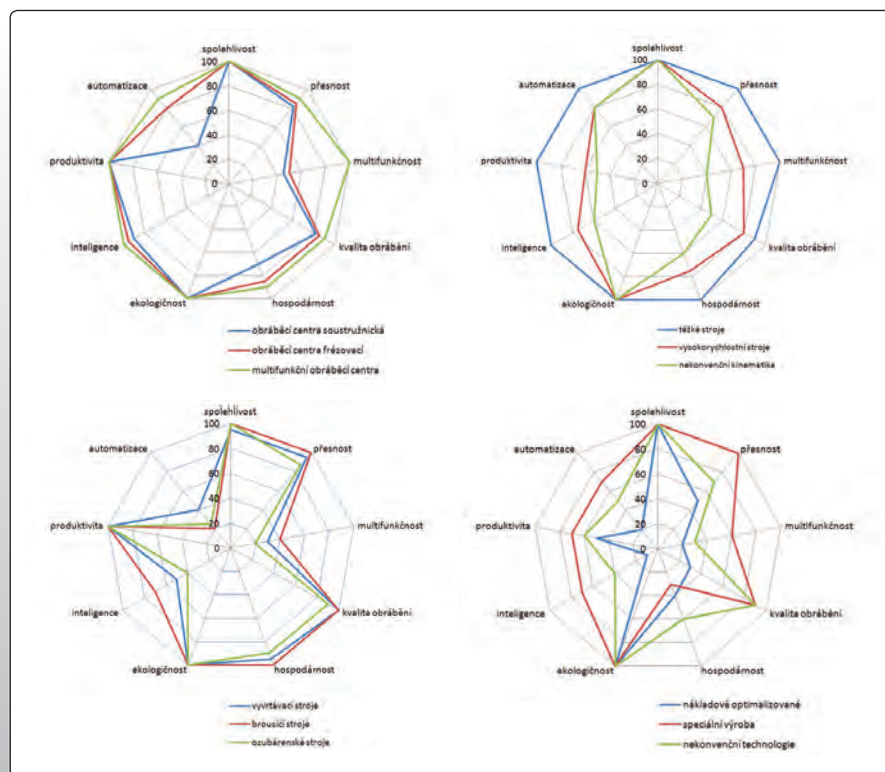 spolehlivost
100
80
60
40
20
0
přesnost
multifunkčnost
kvalita obrábění
hospodárnost
ekologičnost
inteligence
produktivita
automatizace
obráběcí centra soustružnická
obráběcí centra frézovací
multifunkční obráběcí centra
spolehlivost
100
80
60
40
20
0
přesnost
multifunkčnost
kvalita obrábění
hospodárnost
ekologičnost
inteligence
produktivita
automatizace
těžké stroje
vysokorychlostní stroje
nekonvenční kinematika
spolehlivost
100
80
60
40
20
0
přesnost
multifunkčnost
kvalita obrábění
hospodárnost
ekologičnost
inteligence
produktivita
automatizace
vyvrtávací stroje
brousicí stroje
ozubárenské stroje
spolehlivost
100
80
60
40
20
0
přesnost
multifunkčnost
kvalita obrábění
hospodárnost
ekologičnost
inteligence
produktivita
automatizace
nákladově optimalizované
speciální výroba
nekonvenční technologie